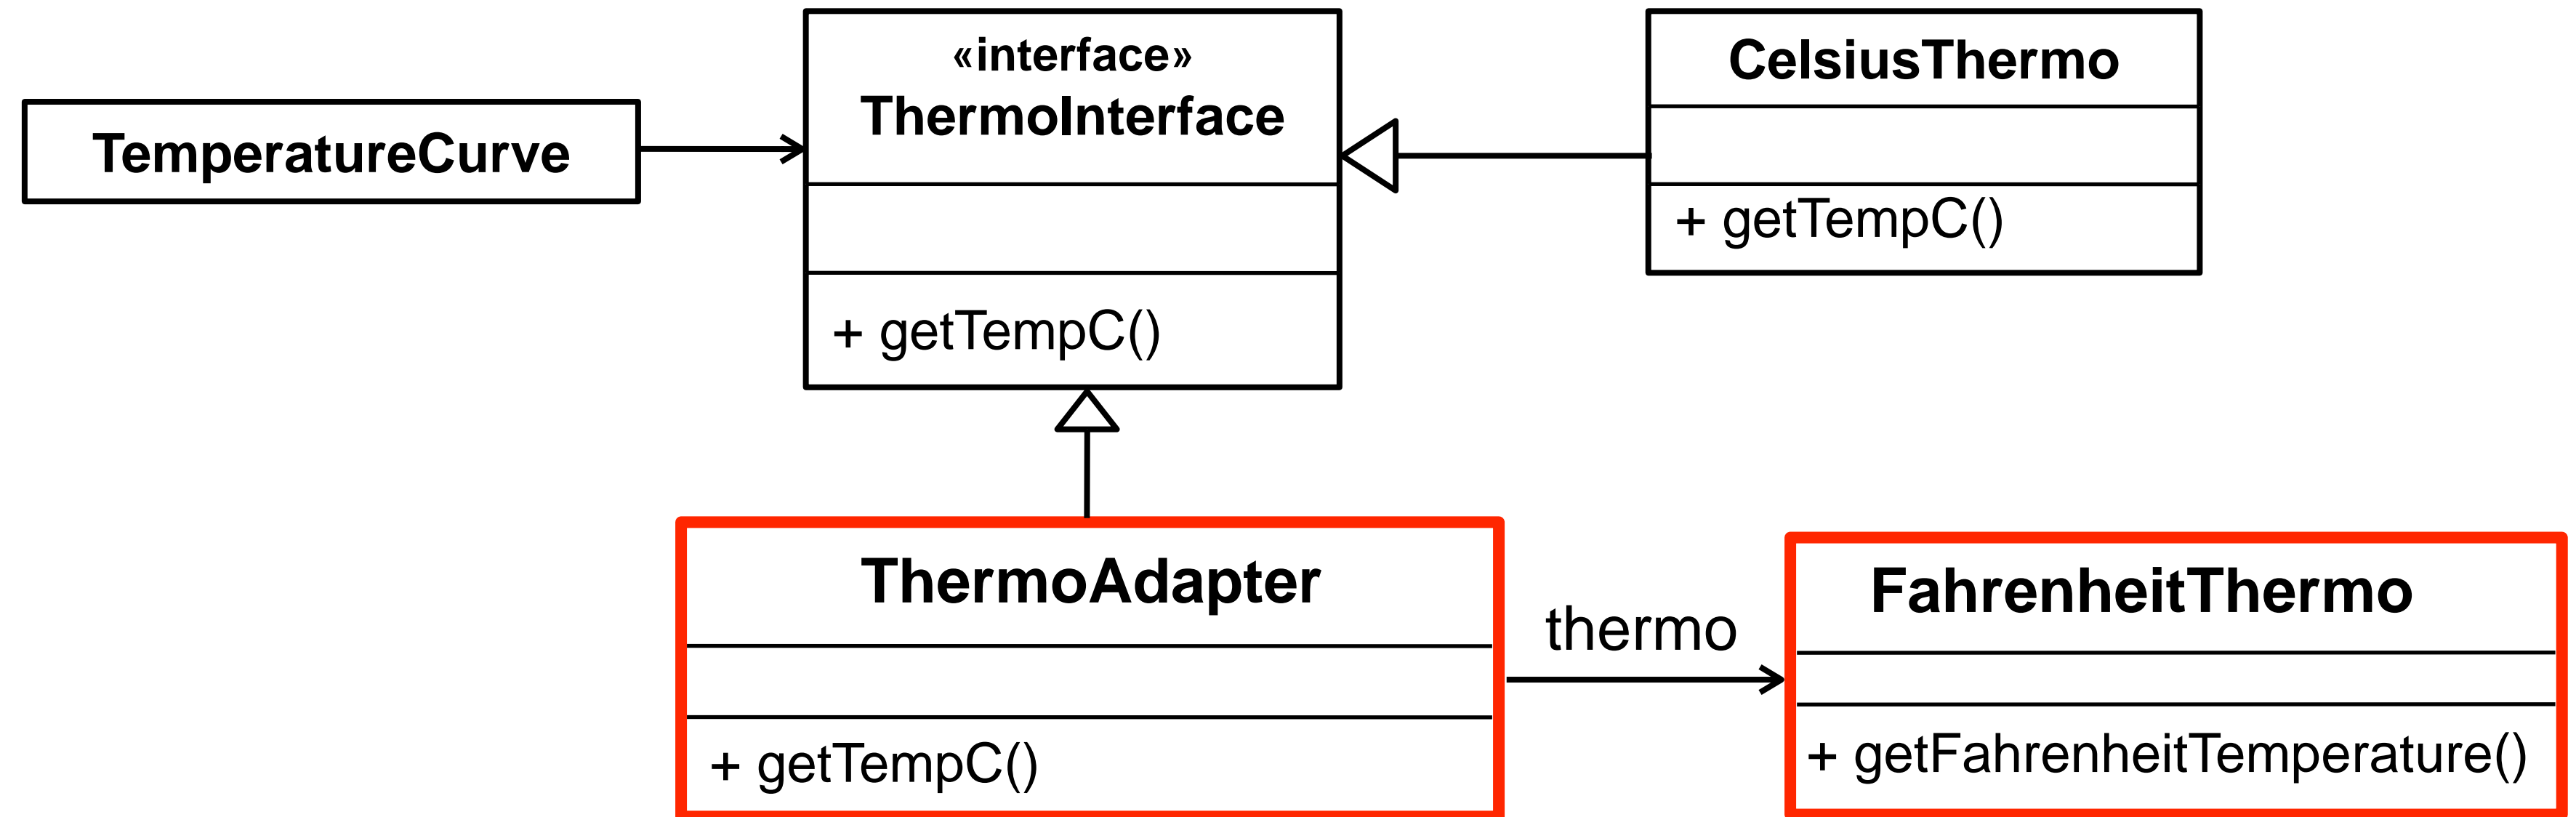 TemperatureCurve
«interface»
ThermoInterface
+ getTempC()
CelsiusThermo
+ getTempC()
ThermoAdapter
+ getTempC()
thermo
FahrenheitThermo
+ getFahrenheitTemperature()